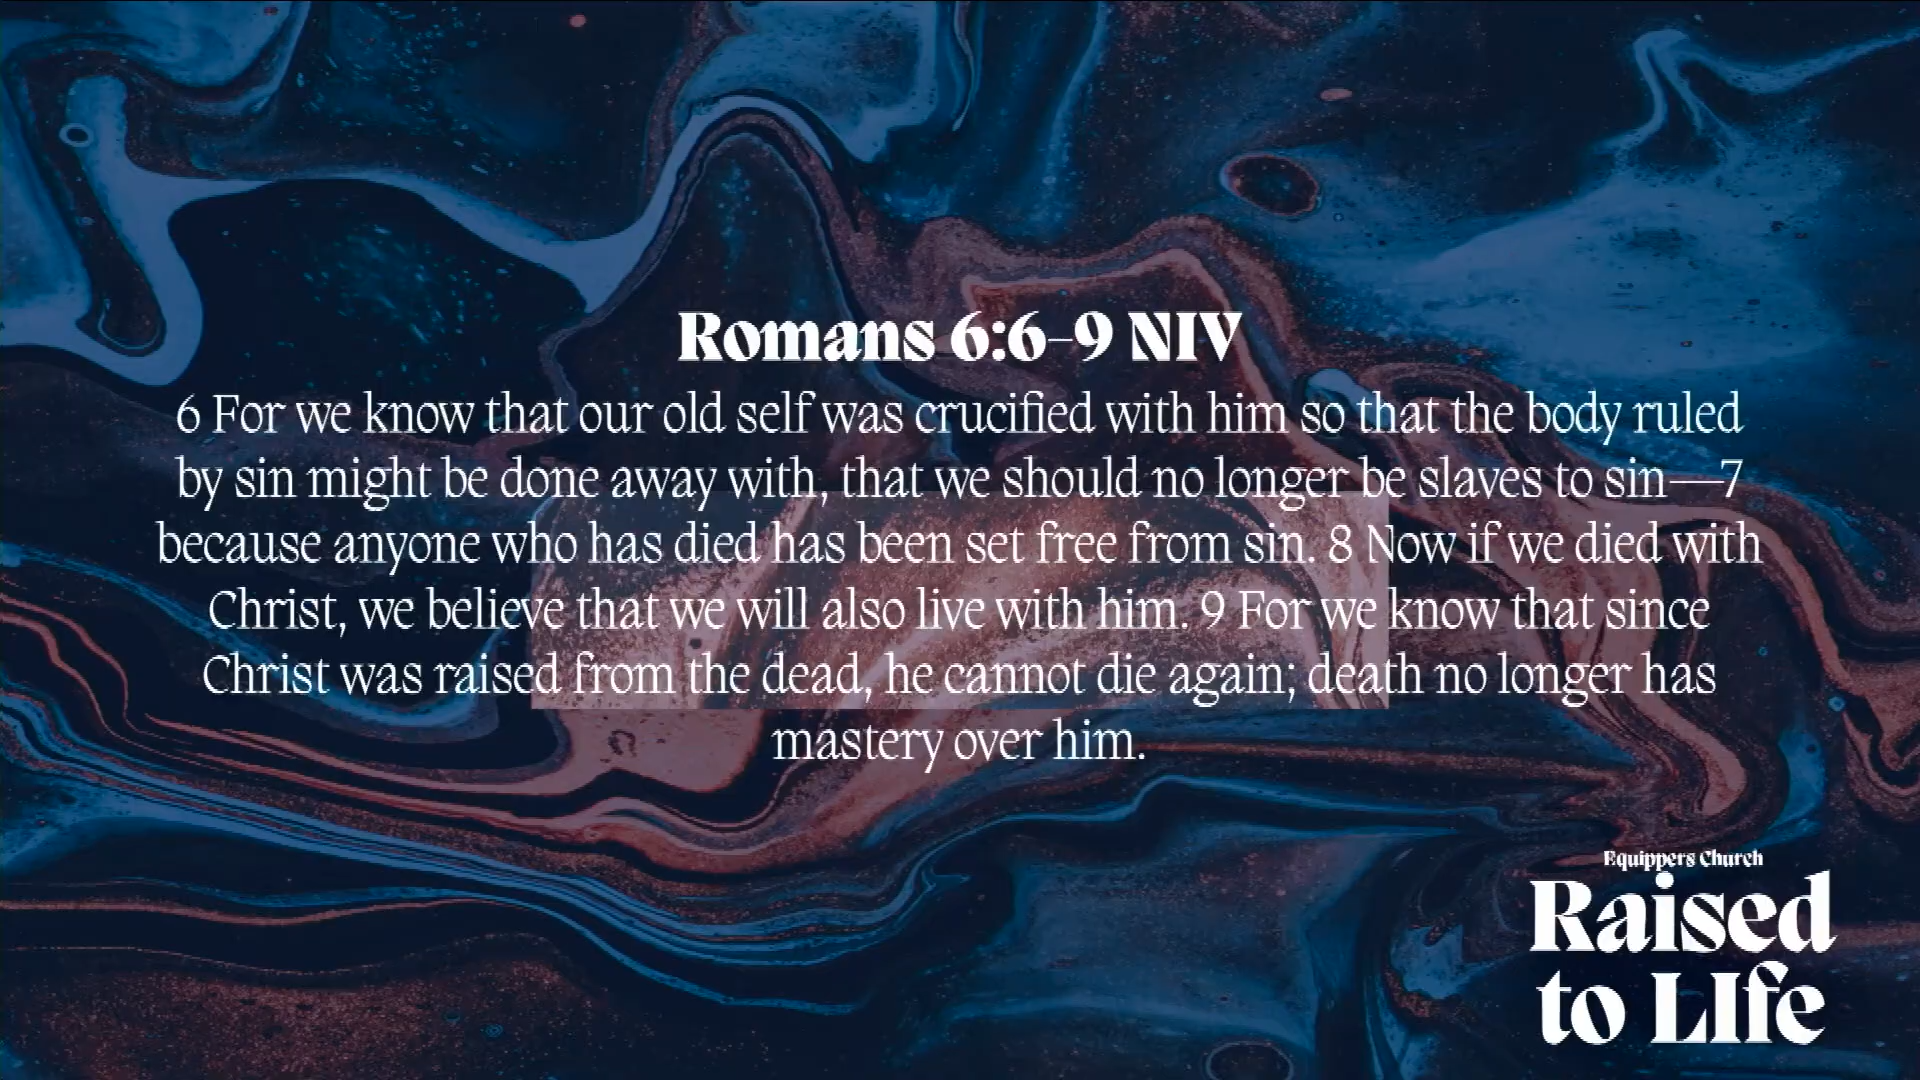 Romans 6:6-9 NIV
6 For we know that our old self was crucified with him so that the body ruled
by sin might be done away with, that we should no longer be slaves to sin—7
because anyone who has died has been set free from sin. 8 Now if we died with
Christ, we believe that we will also live with him. 9 For we know that since
Christ was raised from the dead, he cannot die again; death no longer has
mastery over him.
Equippers Church
Raised
to LIfe